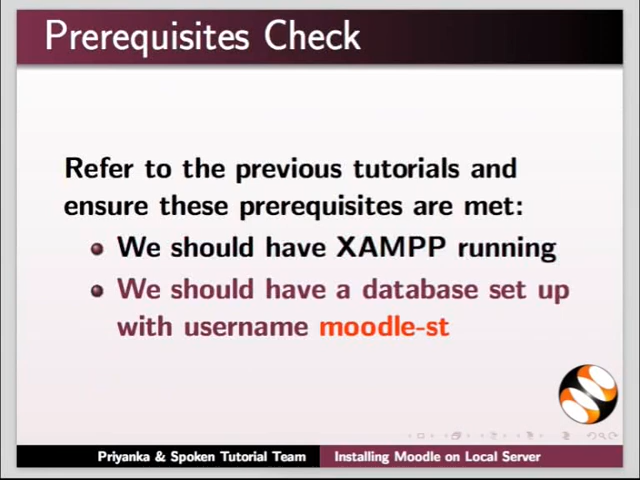 Prerequisites Check
Refer to the previous tutorials and
ensure these prerequisites are met:
We should have XAMPP running
We should have a database set up
with username moodle-st
Priyanka & Spoken Tutorial Team
Installing Moodle on Local Server